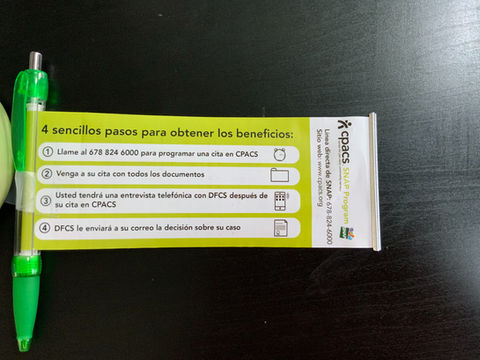 4 sencillos pasos para obtener los beneficios:
1 Llame al 678 824 6000 para programar una cita en CPACS
2 Venga a su cita con todos los documentos
3 Usted tendrá una entrevista telefónica con DFCS después de
su cita en CPACS
4 DFCS le enviará a su correo la decisión sobre su caso
cpacs SNAP Program
Linea directa de SNAP: 678-824-6000
Sitio web: www.cpacs.org